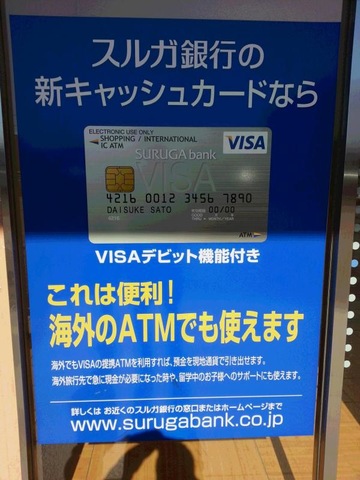 スルガ銀行の
新キャッシュカードなら
ELECTRONIC USE ONLY
SHOPPING / INTERNATIONAL
IC ATM
VISA
SURUGA bank
VISA
4216 0012 3456 7890
00/00
DAISUKE SATO
ATM
VISAデビット機能付き
これは便利!
海外のATMでも使えます
海外でもVISAの提携ATMを利用すれば、預金を現地通貨で引き出せます。
海外旅行先で急に現金が必要になった時や、留学中のお子様へのサポートにも使えます。
詳しくは お近くのスルガ銀行の窓口またはホームページまで
www.surugabank.co.jp